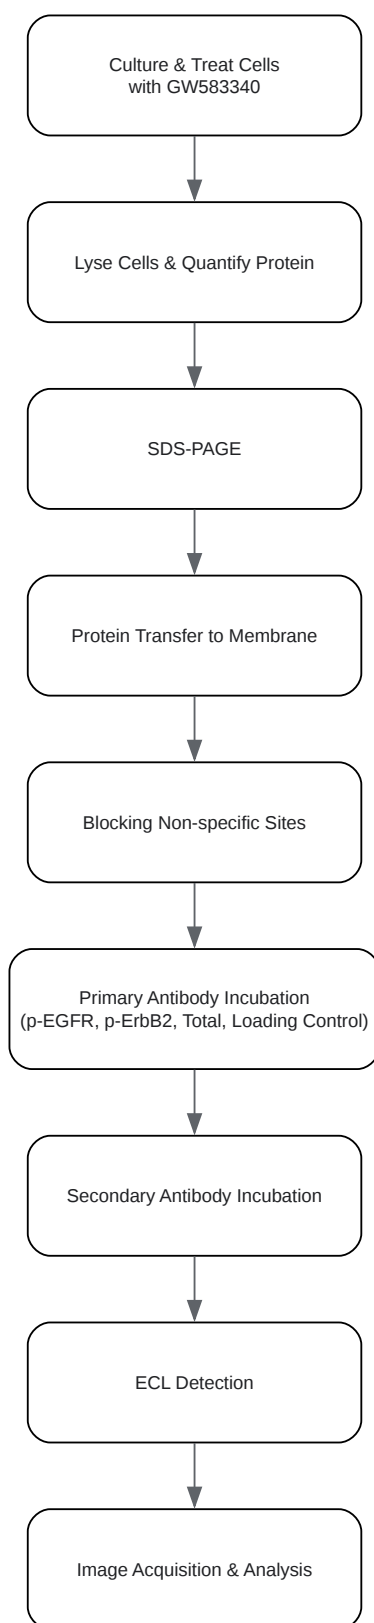 Culture & Treat Cells
with GW583340
Lyse Cells & Quantify Protein
SDS-PAGE
Protein Transfer to Membrane
Blocking Non-specific Sites
Primary Antibody Incubation
(p-EGFR, p-ErbB2, Total, Loading Control)
Secondary Antibody Incubation
ECL Detection
Image Acquisition & Analysis